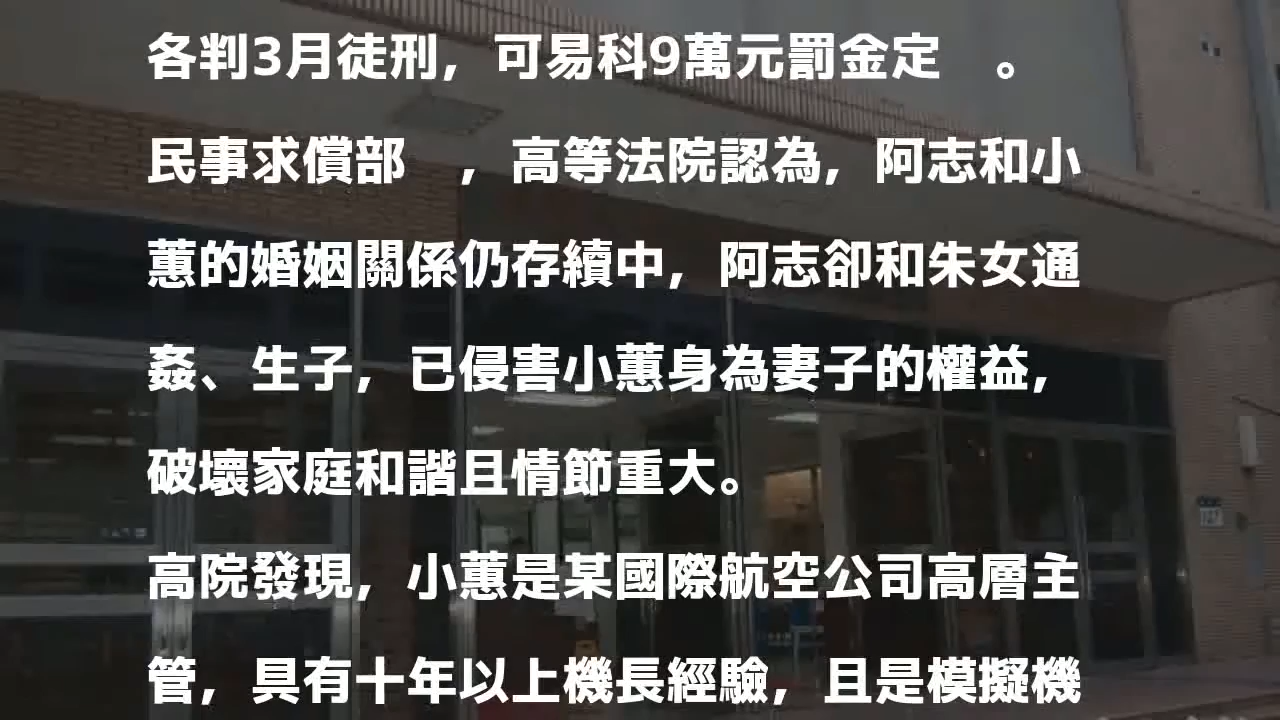 各判3月徒刑，可易科9萬元罰金定　。
民事求償部　，高等法院認為，阿志和小
蕙的婚姻關係仍存續中，阿志卻和朱女通
姦、生子，已侵害小蕙身為妻子的權益，
破壞家庭和諧且情節重大。
高院發現，小蕙是某國際航空公司高層主
管，具有十年以上機長經驗，且是模擬機
127